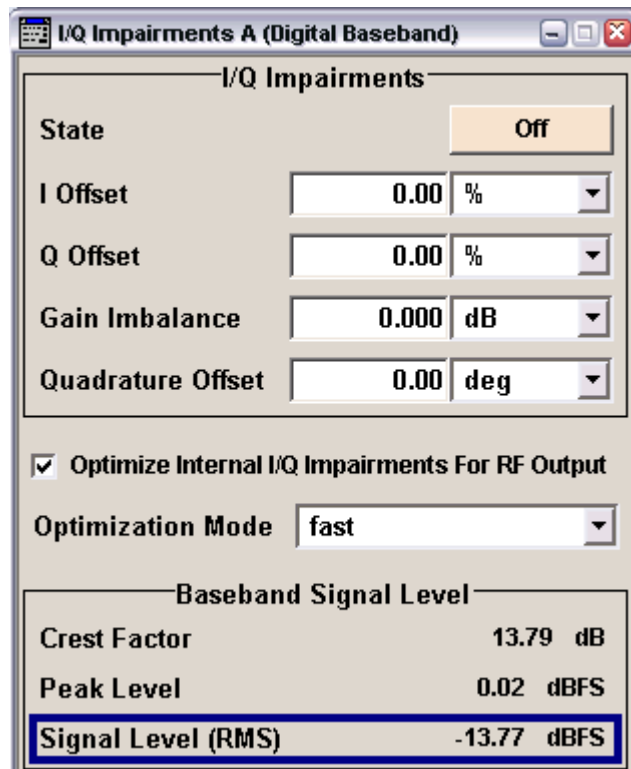 I/Q Impairments A (Digital Baseband)
I/Q Impairments
State Off
I Offset 0.00 %
Q Offset 0.00 %
Gain Imbalance 0.000 dB
Quadrature Offset 0.00 deg
Optimize Internal I/Q Impairments For RF Output
Optimization Mode fast
Baseband Signal Level
Crest Factor 13.79 dB
Peak Level 0.02 dBFS
Signal Level (RMS) -13.77 dBFS